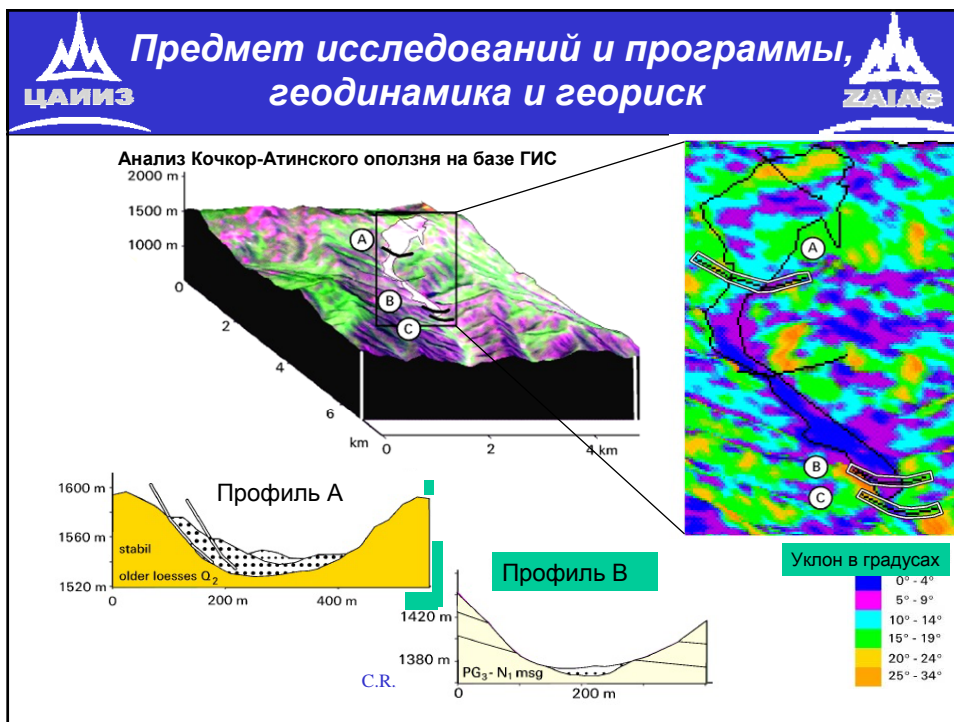 Предмет исследований и программы,
геодинамика и георист
ЦАИИЗ
ZAIAG
Анализ Кочкор-Атинского оползня на базе ГИС
2000 m
1500 m
1000 m
0
2
4
6
km
0
2
4 km
A
B
C
A
B
C
Профиль А
1600 m
1560 m
1520 m
stabil
older loesses Q2
0
200 m
400 m
Профиль В
1420 m
1380 m
PG3 - N1 msg
0
200 m
C.R.
Уклон в градусах
0° - 4°
5° - 9°
10° - 14°
15° - 19°
20° - 24°
25° - 34°